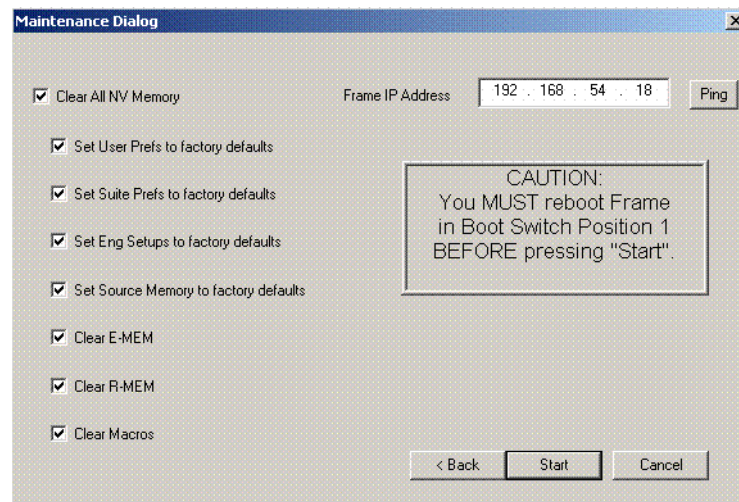 Maintenance Dialog
Clear All NV Memory
Frame IP Address
192 . 168 . 54 . 18
Ping
Set User Prefs to factory defaults
Set Suite Prefs to factory defaults
Set Eng Setups to factory defaults
Set Source Memory to factory defaults
Clear E-MEM
Clear R-MEM
Clear Macros
CAUTION:
You MUST reboot Frame
in Boot Switch Position 1
BEFORE pressing "Start".
< Back
Start
Cancel